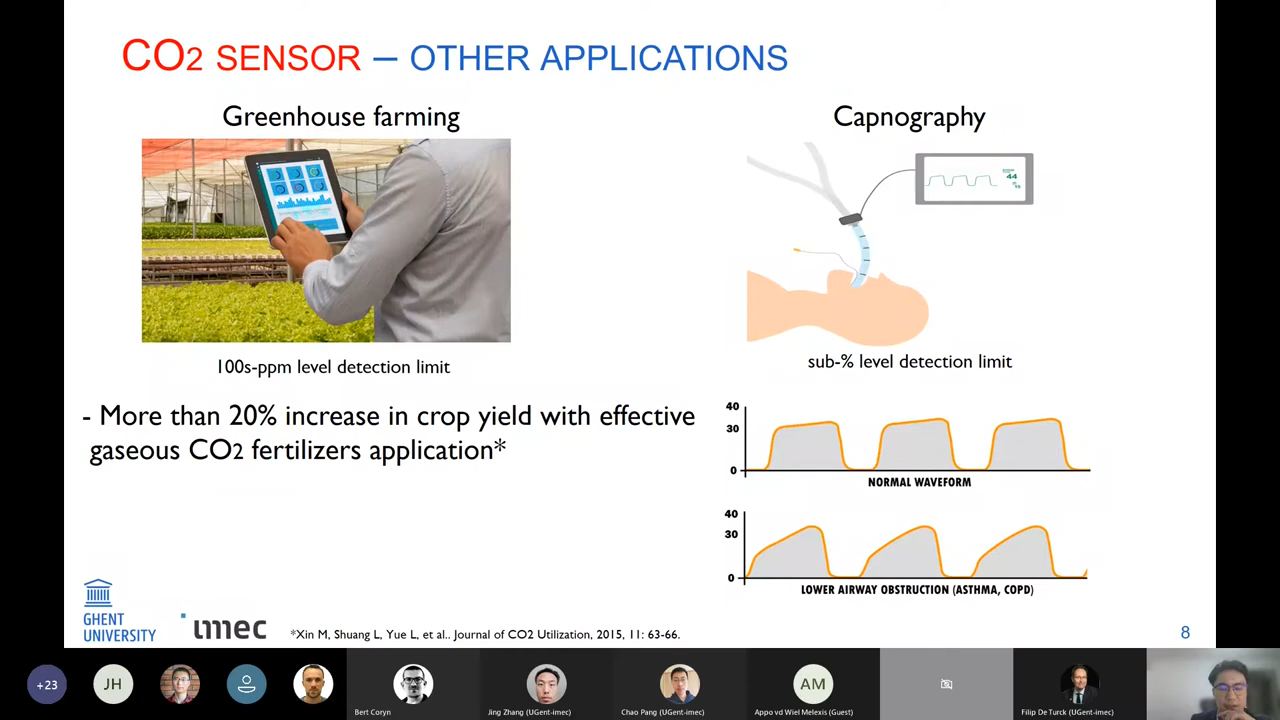 CO2 SENSOR – OTHER APPLICATIONS
Greenhouse farming
100s-ppm level detection limit
- More than 20% increase in crop yield with effective
gaseous CO2 fertilizers application*
Capnography
44
sub-% level detection limit
40
30
0
NORMAL WAVEFORM
40
30
0
LOWER AIRWAY OBSTRUCTION (ASTHMA, COPD)
GHENT
UNIVERSITY
imec
*Xin M, Shuang L, Yue L, et al.. Journal of CO2 Utilization, 2015, 11: 63-66.
8
+23
JH
Bert Coryn
Jing Zhang (UGent-imec)
Chao Pang (UGent-imec)
AM
Appo vd Wiel Melexis (Guest)
Filip De Turck (UGent-imec)